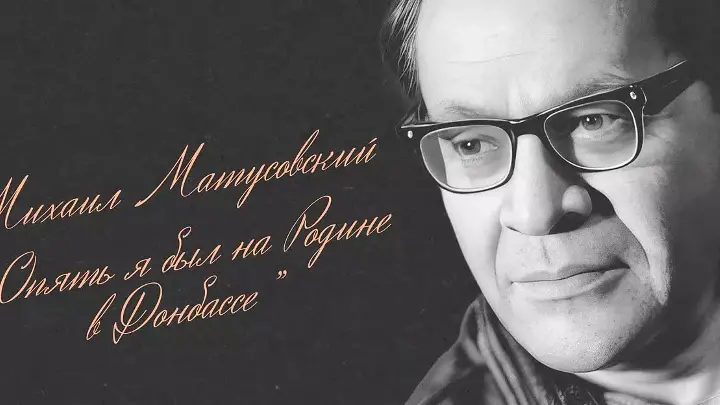 Михаил Матусовский
Опять я был на Родине
в Донбассе"